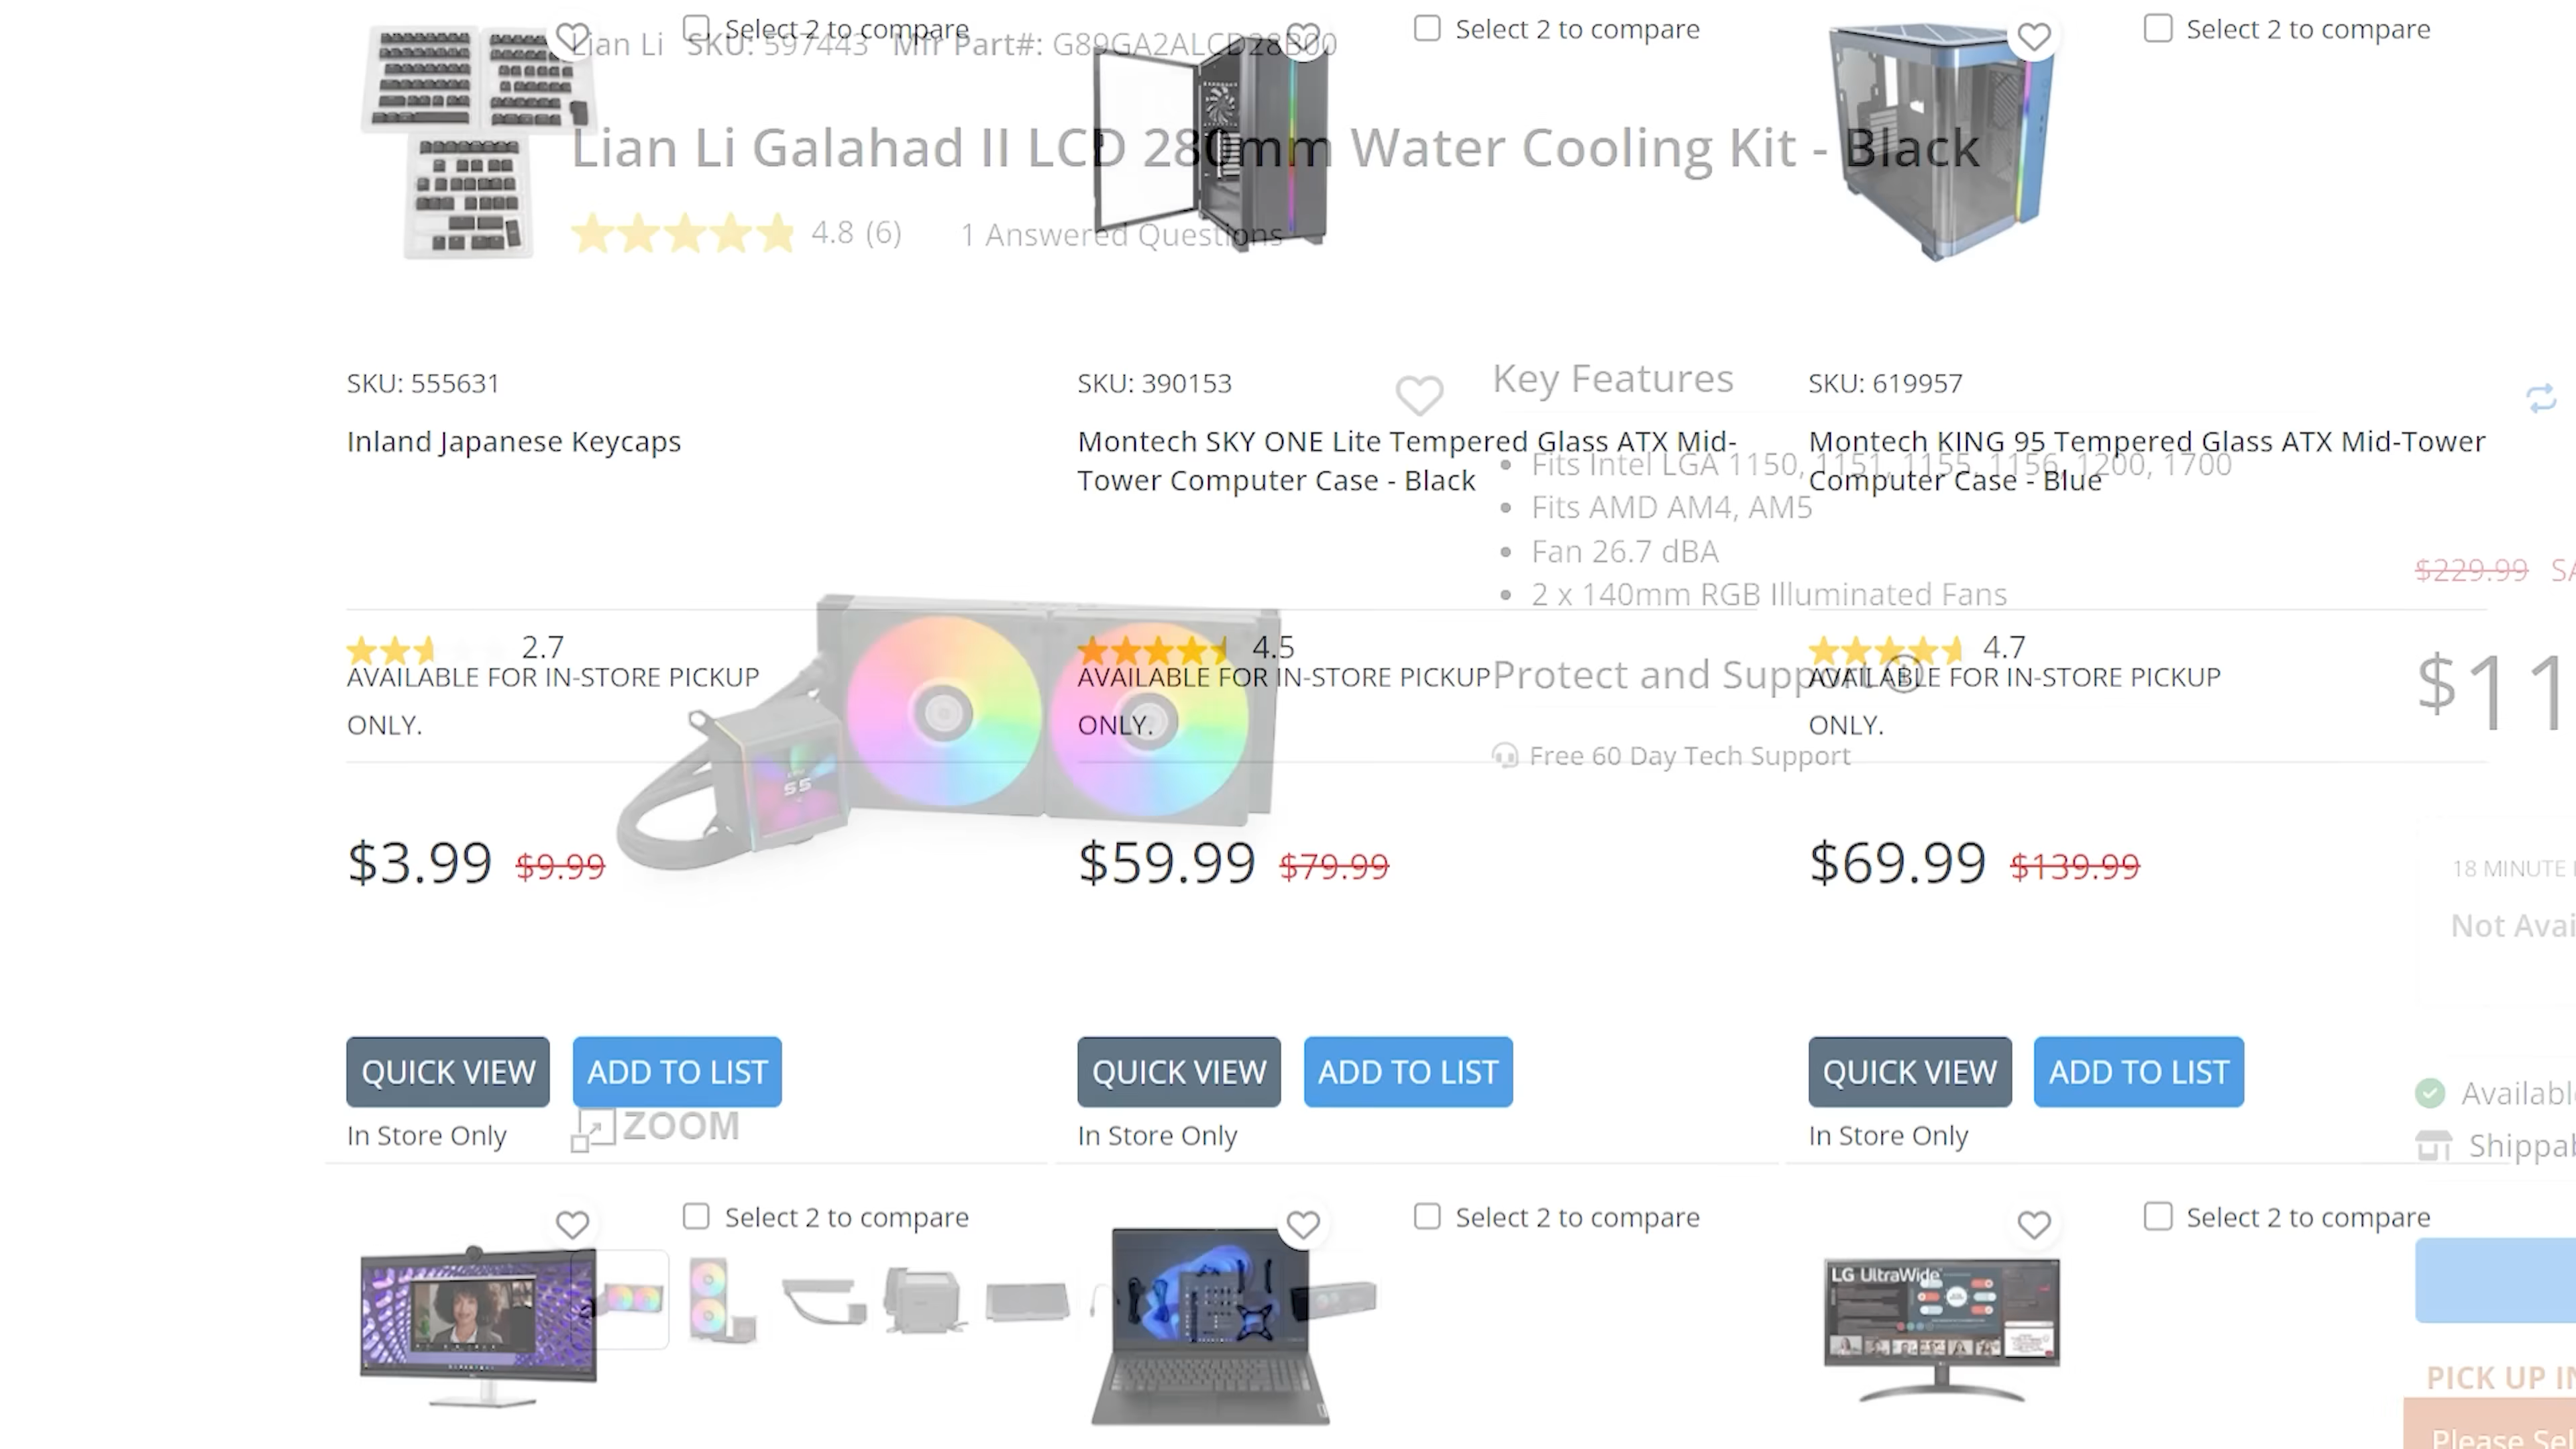 Select 2 to compare
Select 2 to compare
Select 2 to compare
Lian Li SKU: 597443 Mfr Part#: G89GA2ALCD28B00
Lian Li Galahad II LCD 280mm Water Cooling Kit - Black
4.8 (6) 1 Answered Questions
SKU: 555631
Inland Japanese Keycaps
SKU: 390153
Montech SKY ONE Lite Tempered Glass ATX Mid-
Tower Computer Case - Black
SKU: 619957
Montech KING 95 Tempered Glass ATX Mid-Tower
Computer Case - Blue
Key Features
Fits Intel LGA 1150, 1151, 1155, 1156, 1200, 1700
Fits AMD AM4, AM5
Fan 26.7 dBA
2 x 140mm RGB Illuminated Fans
$229.99
2.7
AVAILABLE FOR IN-STORE PICKUP
ONLY.
4.5
AVAILABLE FOR IN-STORE PICKUP
ONLY.
4.7
AVAILABLE FOR IN-STORE PICKUP
ONLY.
Protect and Support
Free 60 Day Tech Support
$11
55
$3.99 $9.99
$59.99 $79.99
$69.99 $139.99
18 MINUTE
Not Avai
QUICK VIEW ADD TO LIST
In Store Only
QUICK VIEW ADD TO LIST
In Store Only
QUICK VIEW ADD TO LIST
In Store Only
ZOOM
Availabl
Shippab
Select 2 to compare
Select 2 to compare
Select 2 to compare
LG UltraWide
PICK UP IN
Please Sel